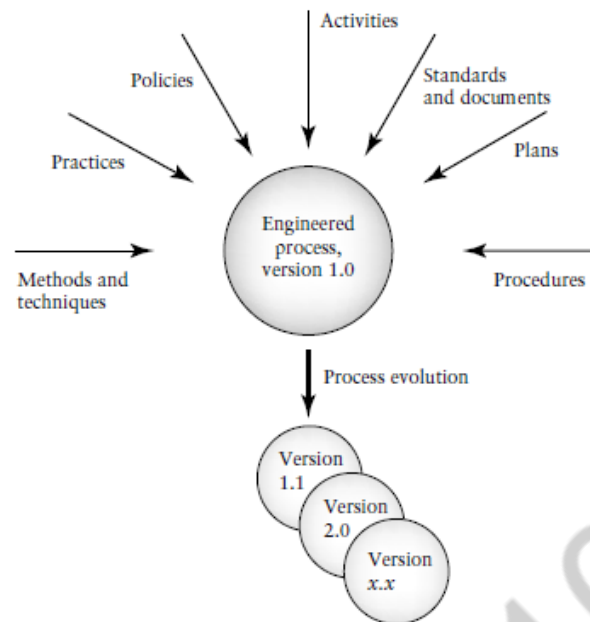 Activities
Policies
Standards
and documents
Practices
Plans
Engineered
process,
version 1.0
Methods and
techniques
Procedures
Process evolution
Version
1.1
Version
2.0
Version
x.x